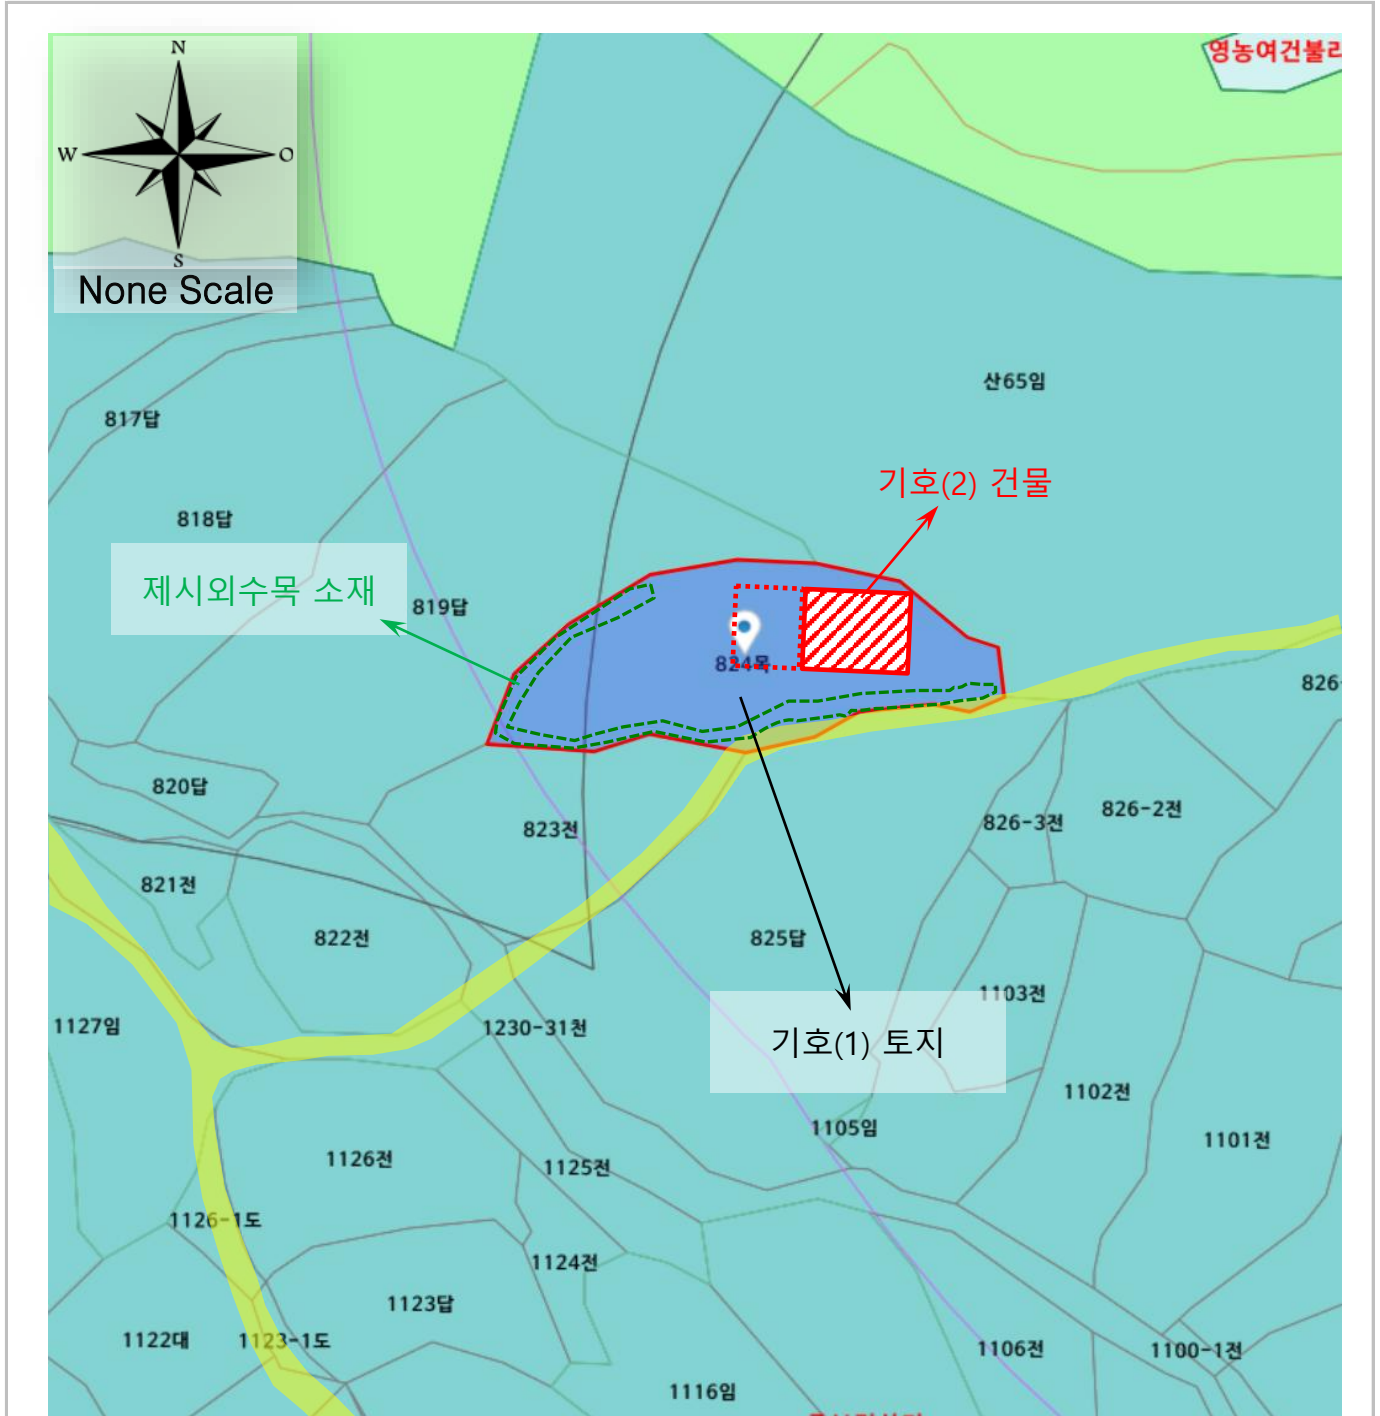 N
영농여건불리
W
O
S
None Scale
산65임
817답
기호(2) 건물
818답
제시외수목 소재
819답
824목
826-
820답
826-2전
826-3전
823전
821전
822전
825답
1103전
1127임
1230-31천
기호(1) 토지
1102전
1105임
1101전
1126전
1125전
1126-1도
1124전
1123답
1122대
1123-1도
1106전
1100-1전
1116임